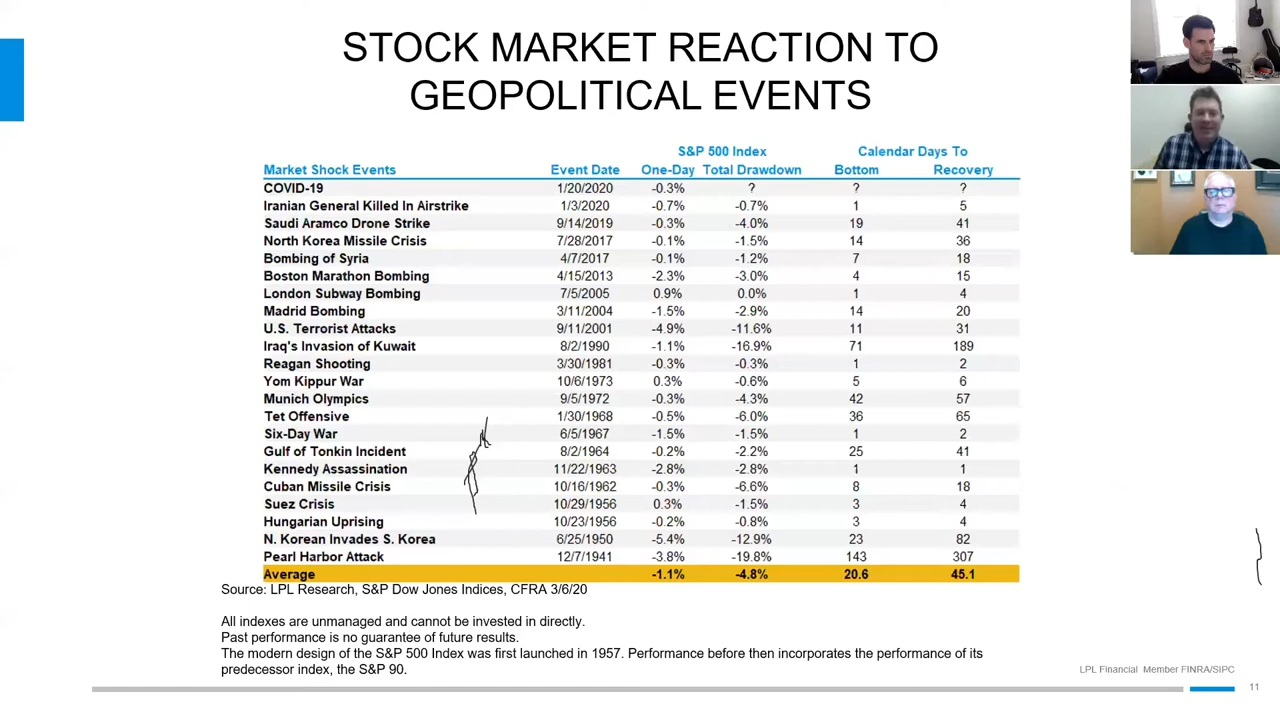 STOCK MARKET REACTION TO
GEOPOLITICAL EVENTS
S&P 500 Index Calendar Days To
Market Shock Events Event Date One-Day Total Drawdown Bottom Recovery
COVID-19 1/20/2020 -0.3% ? ? ?
Iranian General Killed In Airstrike 1/3/2020 -0.7% -0.7% 1 5
Saudi Aramco Drone Strike 9/14/2019 -0.3% -4.0% 19 41
North Korea Missile Crisis 7/28/2017 -0.1% -1.5% 14 36
Bombing of Syria 4/7/2017 -0.1% -1.2% 7 18
Boston Marathon Bombing 4/15/2013 -2.3% -3.0% 4 15
London Subway Bombing 7/5/2005 0.9% 0.0% 1 4
Madrid Bombing 3/11/2004 -1.5% -2.9% 14 20
U.S. Terrorist Attacks 9/11/2001 -4.9% -11.6% 11 31
Iraq's Invasion of Kuwait 8/2/1990 -1.1% -16.9% 71 189
Reagan Shooting 3/30/1981 -0.3% -0.3% 1 2
Yom Kippur War 10/6/1973 0.3% -0.6% 5 6
Munich Olympics 9/5/1972 -0.3% -4.3% 42 57
Tet Offensive 1/30/1968 -0.5% -6.0% 36 65
Six-Day War 6/5/1967 -1.5% -1.5% 1 2
Gulf of Tonkin Incident 8/2/1964 -0.2% -2.2% 25 41
Kennedy Assassination 11/22/1963 -2.8% -2.8% 1 1
Cuban Missile Crisis 10/16/1962 -0.3% -6.6% 8 18
Suez Crisis 10/29/1956 0.3% -1.5% 3 4
Hungarian Uprising 10/23/1956 -0.2% -0.8% 3 4
N. Korean Invades S. Korea 6/25/1950 -5.4% -12.9% 23 82
Pearl Harbor Attack 12/7/1941 -3.8% -19.8% 143 307
Average -1.1% -4.8% 20.6 45.1
Source: LPL Research, S&P Dow Jones Indices, CFRA 3/6/20
All indexes are unmanaged and cannot be invested in directly.
Past performance is no guarantee of future results.
The modern design of the S&P 500 Index was first launched in 1957. Performance before then incorporates the performance of its
predecessor index, the S&P 90.
LPL Financial Member FINRA/SIPC
11